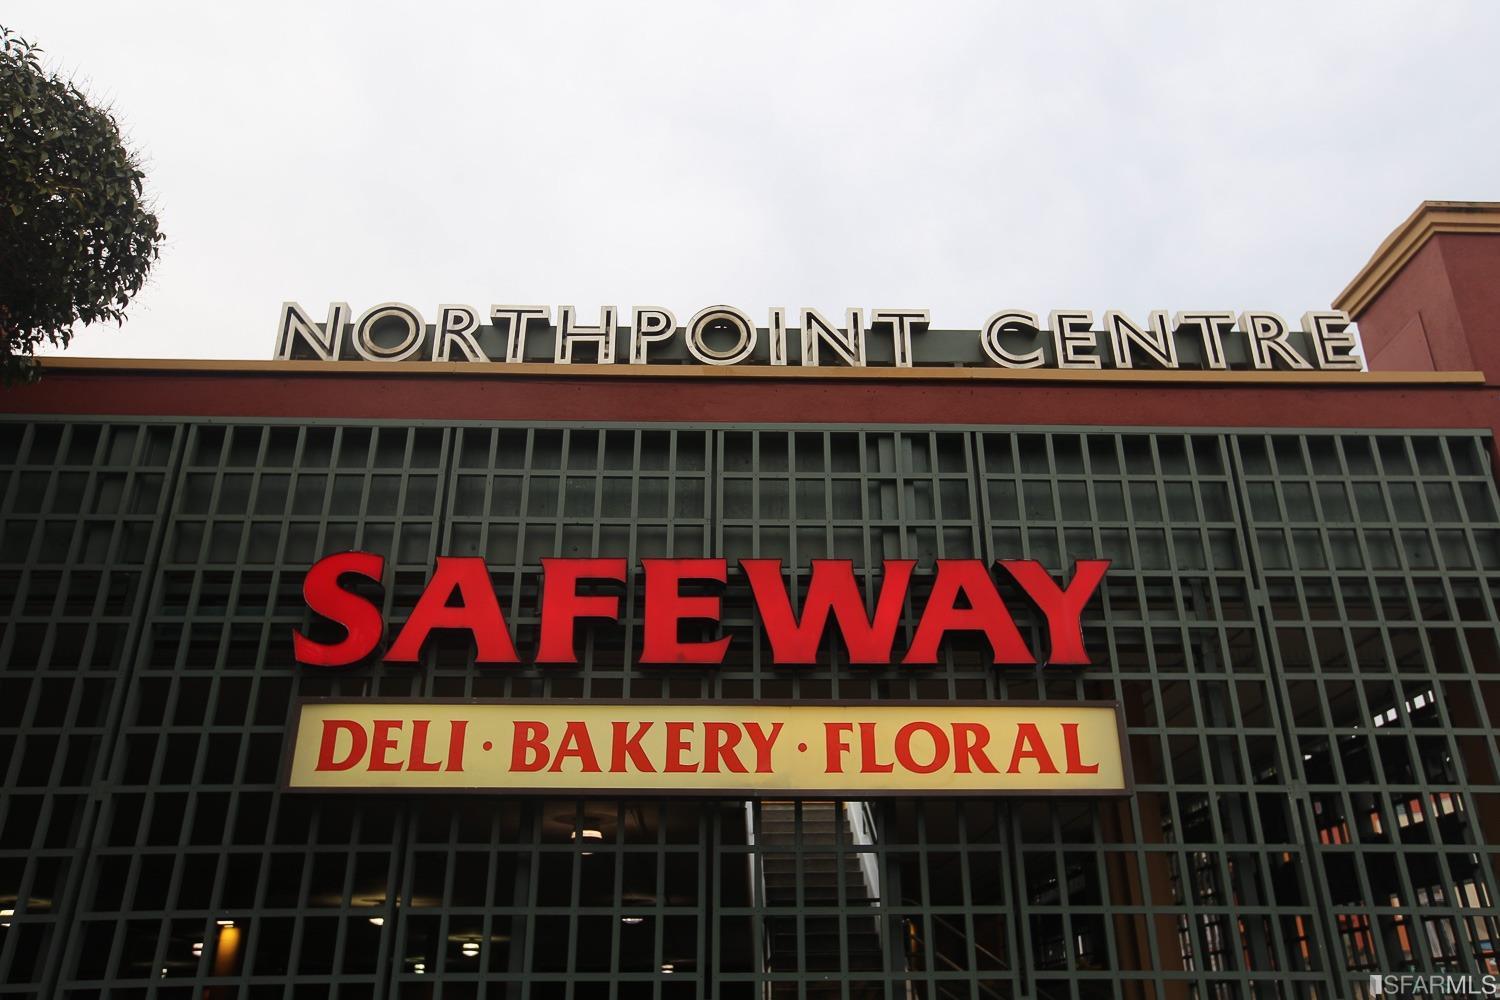 NORTHPOINT CENTRE
SAFEWAY
DELI · BAKERY · FLORAL
SFARMLS